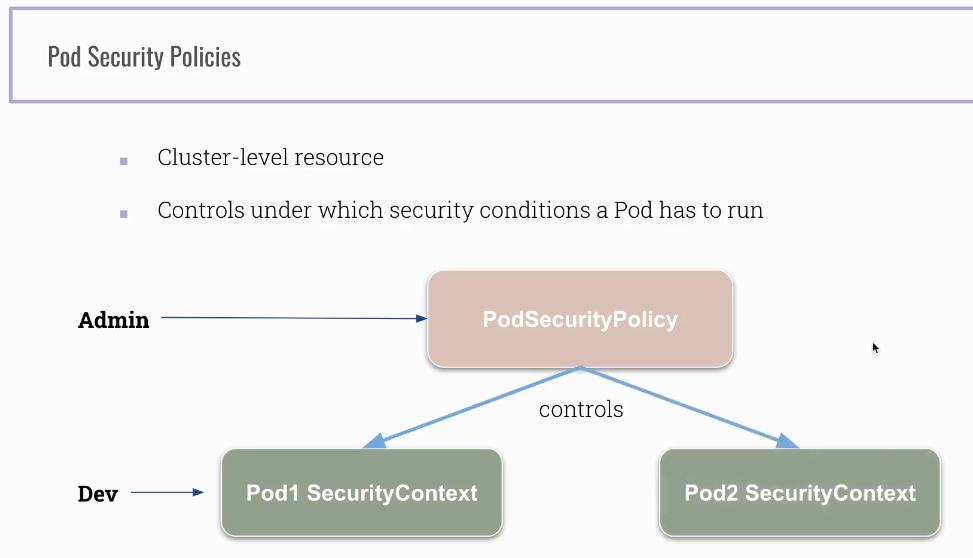 Pod Security Policies
Cluster-level resource
Controls under which security conditions a Pod has to run
Admin
PodSecurityPolicy
controls
Dev
Pod1 SecurityContext
Pod2 SecurityContext